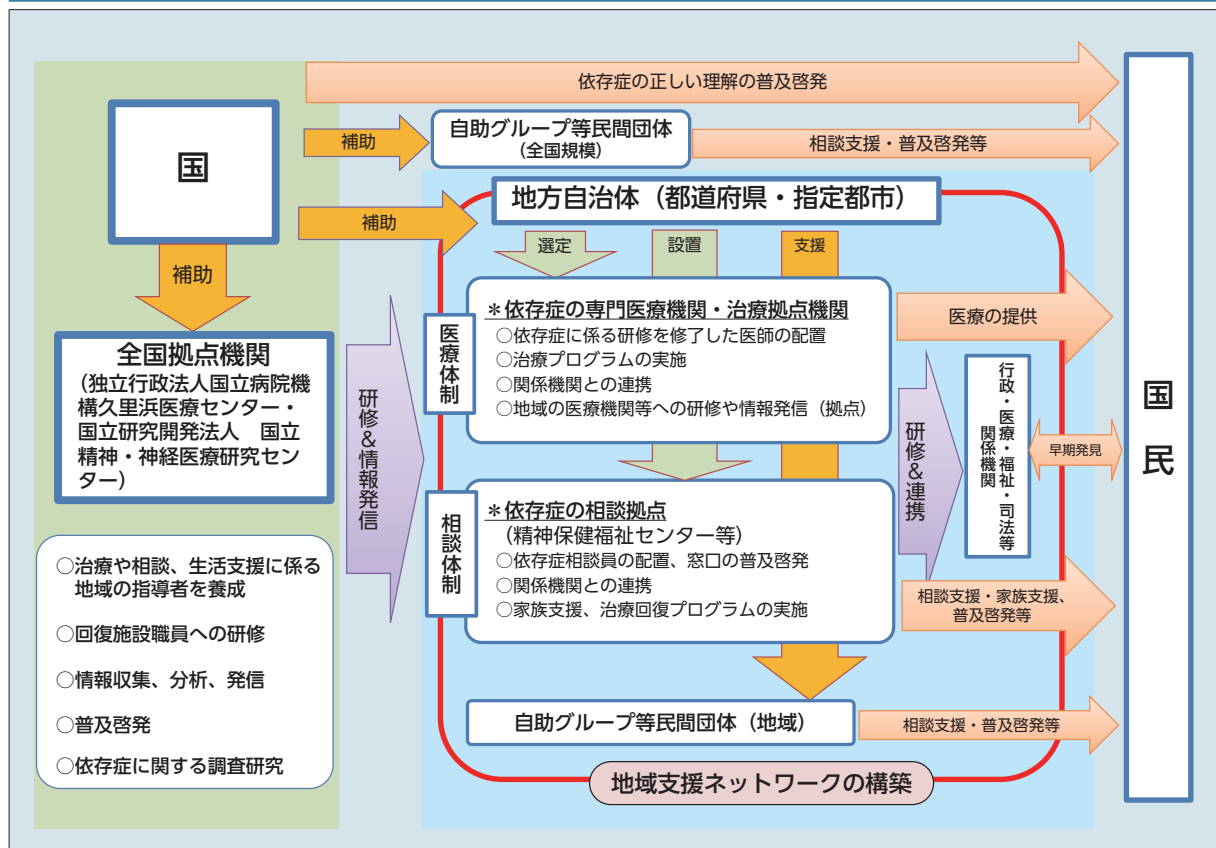 依存症の正しい理解の普及啓発
国
補助
自助グループ等民間団体
(全国規模)
相談支援・普及啓発等
補助
地方自治体(都道府県・指定都市)
補助
選定
設置
支援
全国拠点機関
(独立行政法人国立病院機
構久里浜医療センター・
国立研究開発法人 国立
精神・神経医療研究セン
ター)
○治療や相談、生活支援に係る
地域の指導者を養成
○回復施設職員への研修
○情報収集、分析、発信
○普及啓発
○依存症に関する調査研究
研修&情報発信
医療体制
*依存症の専門医療機関・治療拠点機関
○依存症に係る研修を修了した医師の配置
○治療プログラムの実施
○関係機関との連携
○地域の医療機関等への研修や情報発信(拠点)
医療の提供
相談体制
*依存症の相談拠点
(精神保健福祉センター等)
○依存症相談員の配置、窓口の普及啓発
○関係機関との連携
○家族支援、治療回復プログラムの実施
研修&連携
行政・医療・福祉・司法等
関係機関
早期発見
相談支援・家族支援、
普及啓発等
自助グループ等民間団体(地域)
相談支援・普及啓発等
地域支援ネットワークの構築
国民